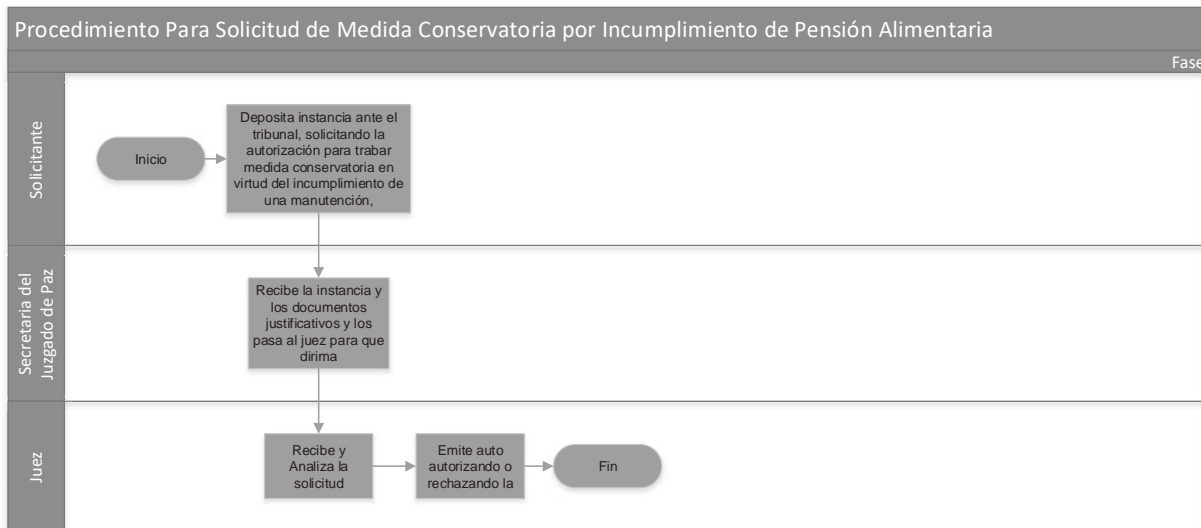 Procedimiento Para Solicitud de Medida Conservatoria por Incumplimiento de Pensión Alimentaria
Fase
Solicitante
Inicio
Deposita instancia ante el
tribunal, solicitando la
autorización para trabar
medida conservatoria en
virtud del incumplimiento de
una manutención,
Secretaria del
Juzgado de Paz
Recibe la instancia y
los documentos
justificativos y los
pasa al juez para que
dirima
Juez
Recibe y
Analiza la
solicitud
Emite auto
autorizando o
rechazando la
Fin